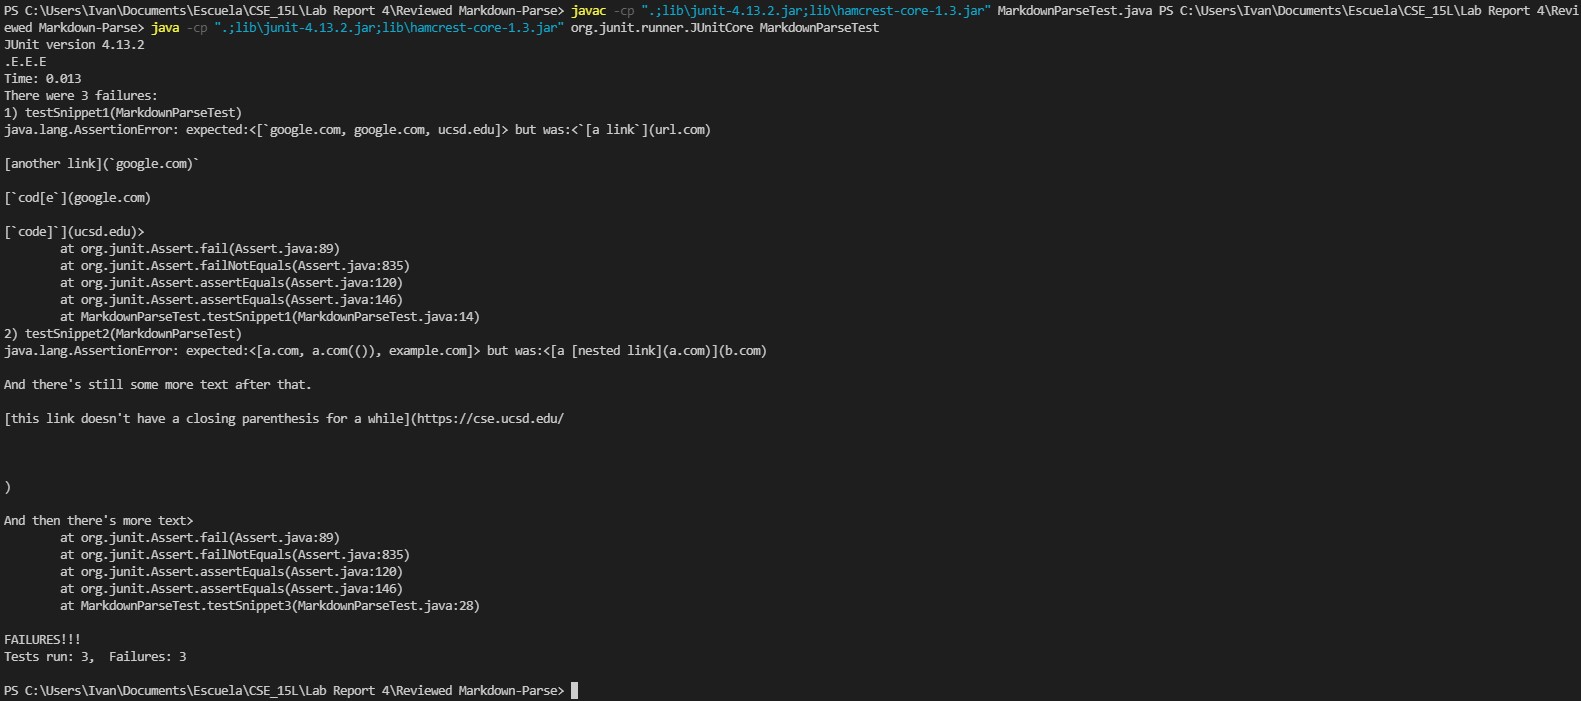 PS C:\Users\Ivan\Documents\Escuela\CSE_15L\Lab Report 4\Reviewed Markdown-Parse> javac -cp ".;lib\junit-4.13.2.jar;lib\hamcrest-core-1.3.jar" MarkdownParseTest.java PS C:\Users\Ivan\Documents\Escuela\CSE_15L\Lab Report 4\Revi
ewed Markdown-Parse> java -cp ".;lib\junit-4.13.2.jar;lib\hamcrest-core-1.3.jar" org.junit.runner.JUnitCore MarkdownParseTest
JUnit version 4.13.2
.E.E.E
Time: 0.013
There were 3 failures:
1) testSnippet1(MarkdownParseTest)
java.lang.AssertionError: expected:<[`google.com, google.com, ucsd.edu]> but was:<`[a link`](url.com)
[another link](`google.com)`
[`cod[e`](google.com)
[`code]`](ucsd.edu)>
at org.junit.Assert.fail(Assert.java:89)
at org.junit.Assert.failNotEquals(Assert.java:835)
at org.junit.Assert.assertEquals(Assert.java:120)
at org.junit.Assert.assertEquals(Assert.java:146)
at MarkdownParseTest.testSnippet1(MarkdownParseTest.java:14)
2) testSnippet2(MarkdownParseTest)
java.lang.AssertionError: expected:<[a.com, a.com(()), example.com]> but was:<[a [nested link](a.com)](b.com)
And there's still some more text after that.
[this link doesn't have a closing parenthesis for a while](https://cse.ucsd.edu/
)
And then there's more text>
at org.junit.Assert.fail(Assert.java:89)
at org.junit.Assert.failNotEquals(Assert.java:835)
at org.junit.Assert.assertEquals(Assert.java:120)
at org.junit.Assert.assertEquals(Assert.java:146)
at MarkdownParseTest.testSnippet3(MarkdownParseTest.java:28)
FAILURES!!!
Tests run: 3,  Failures: 3
PS C:\Users\Ivan\Documents\Escuela\CSE_15L\Lab Report 4\Reviewed Markdown-Parse>